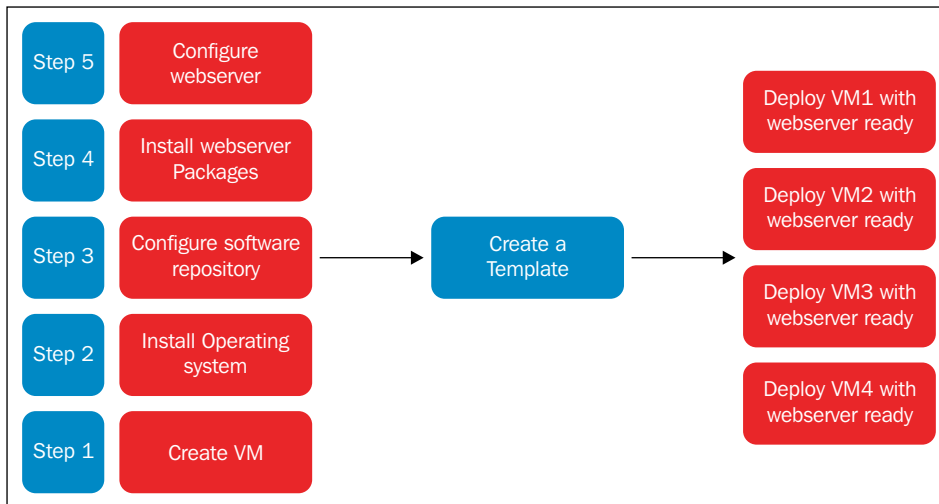 Step 5
Configure
webserver
Step 4
Install webserver
Packages
Step 3
Configure software
repository
Step 2
Install Operating
system
Step 1
Create VM
Create a
Template
Deploy VM1 with
webserver ready
Deploy VM2 with
webserver ready
Deploy VM3 with
webserver ready
Deploy VM4 with
webserver ready